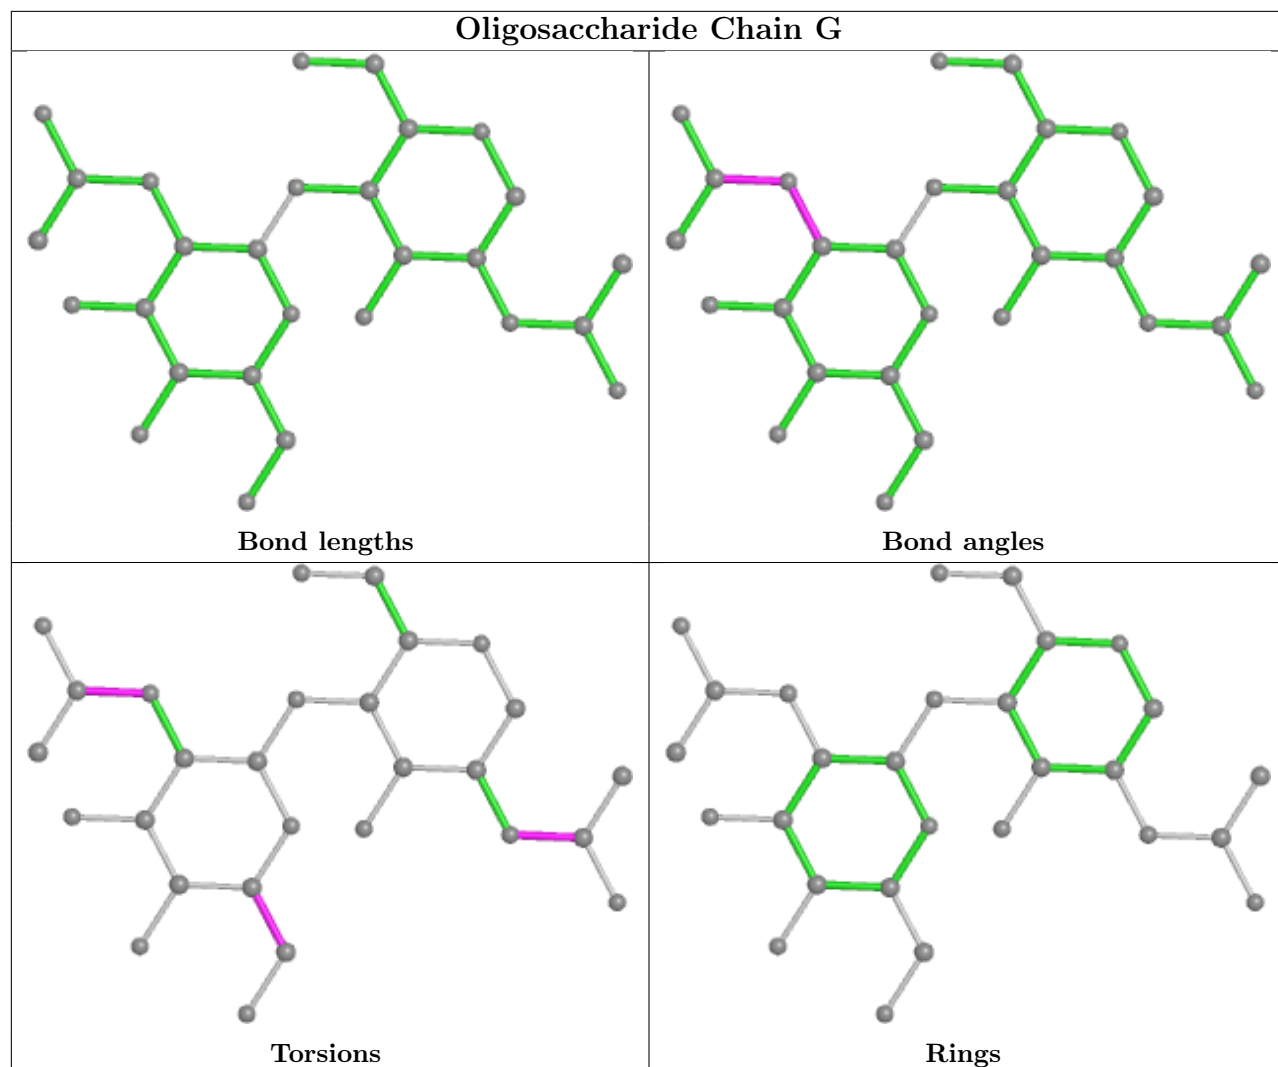 Oligosaccharide Chain G
Bond lengths
Bond angles
Torsions
Rings